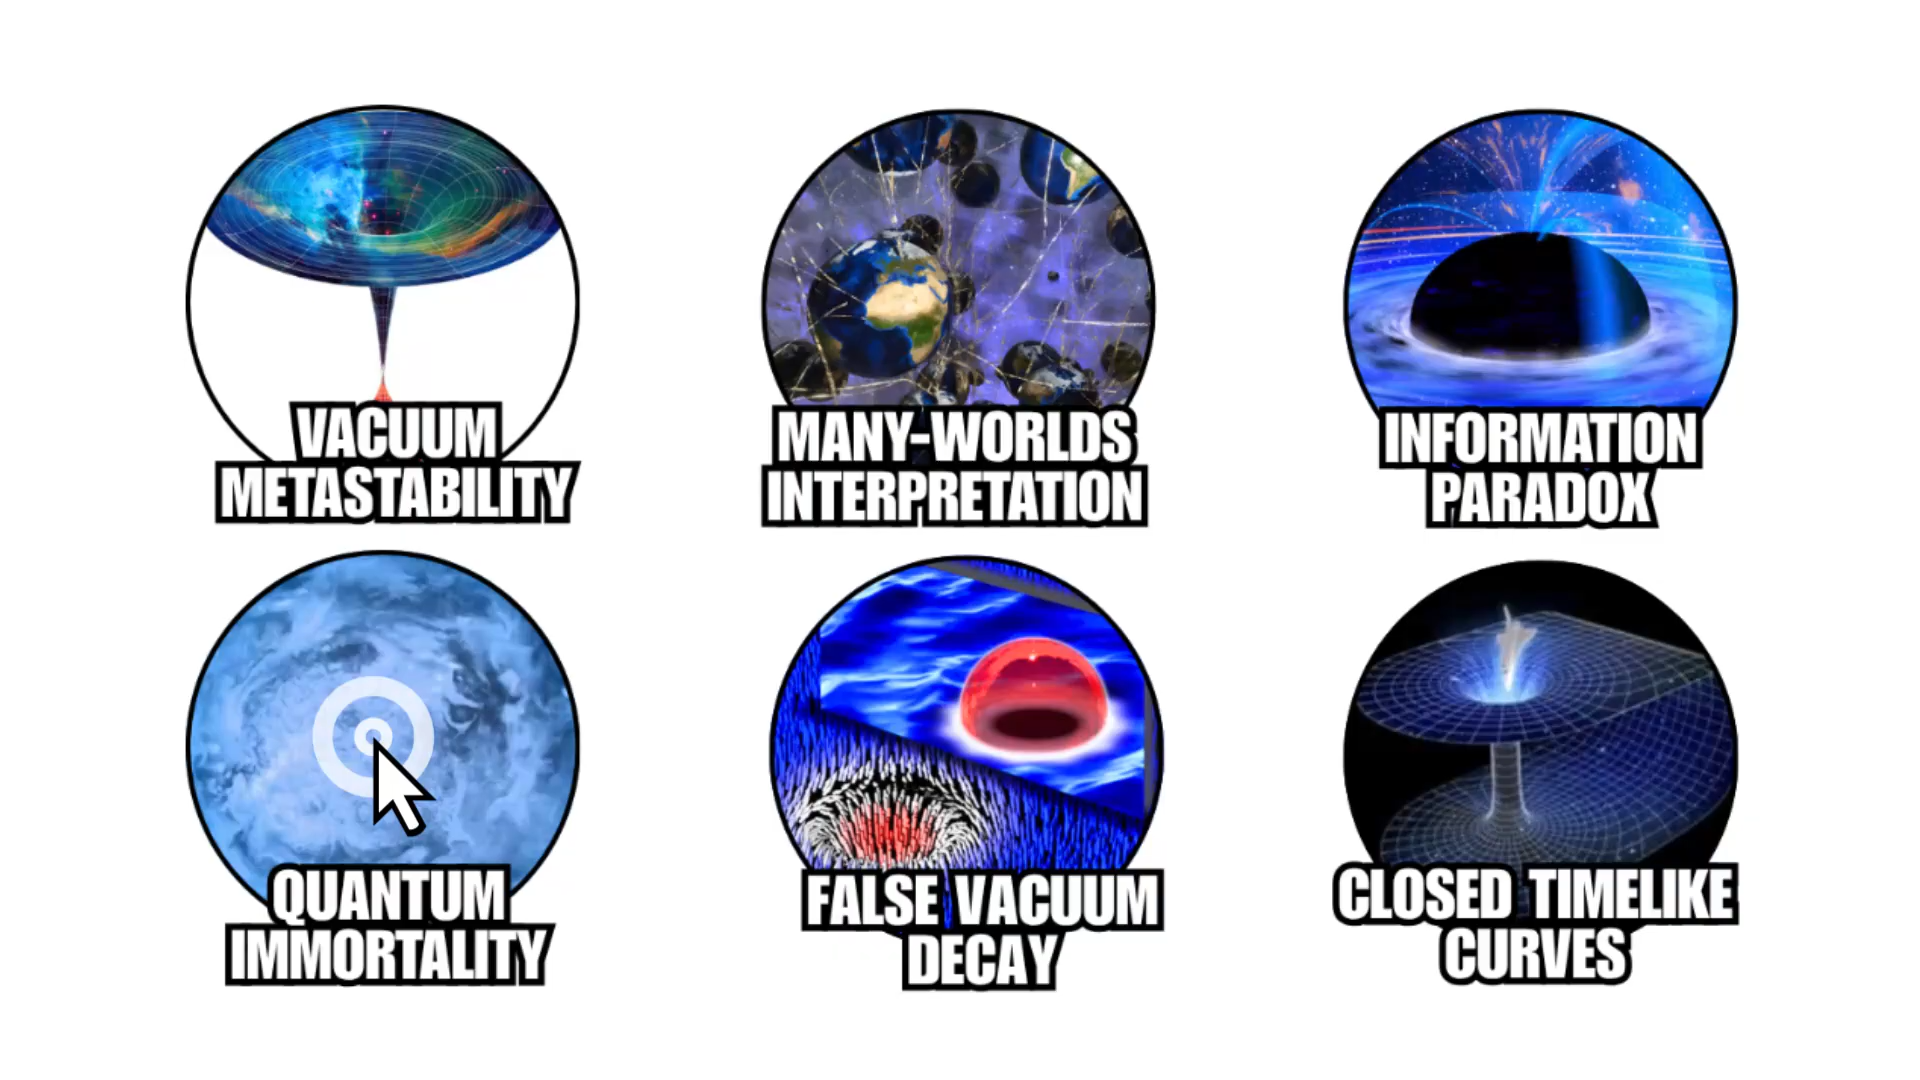 VACUUM
METASTABILITY
MANY-WORLDS
INTERPRETATION
INFORMATION
PARADOX
QUANTUM
IMMORTALITY
FALSE VACUUM
DECAY
CLOSED TIMELIKE
CURVES